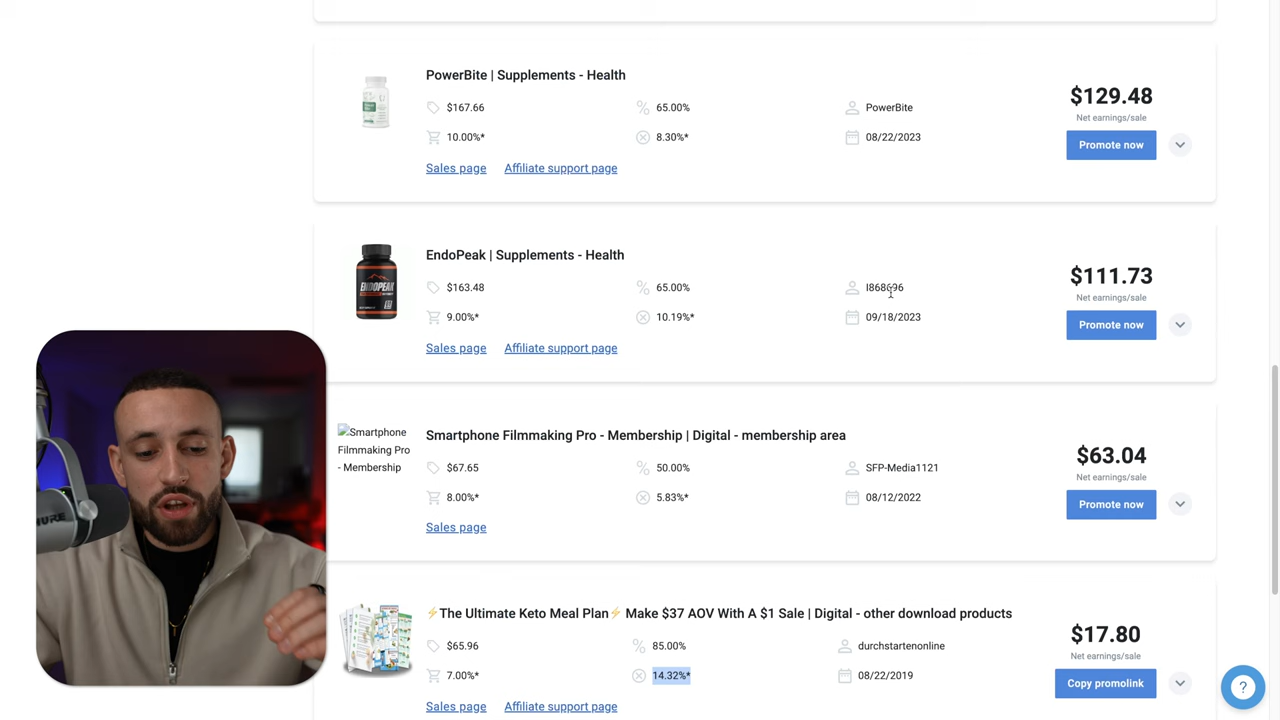 PowerBite | Supplements - Health
$167.66 65.00% PowerBite
10.00%* 8.30%* 08/22/2023
Sales page Affiliate support page
$129.48
Net earnings/sale
Promote now
EndoPeak | Supplements - Health
$163.48 65.00% I868696
9.00%* 10.19%* 09/18/2023
Sales page Affiliate support page
$111.73
Net earnings/sale
Promote now
ENDOPEAK
Smartphone Filmmaking Pro - Membership | Digital - membership area
Smartphone
Filmmaking Pro
- Membership
$67.65 50.00% SFP-Media1121
8.00%* 5.83%* 08/12/2022
Sales page
$63.04
Net earnings/sale
Promote now
⚡The Ultimate Keto Meal Plan⚡ Make $37 AOV With A $1 Sale | Digital - other download products
$65.96 85.00% durchstartenonline
7.00%* 14.32%* 08/22/2019
Sales page Affiliate support page
$17.80
Net earnings/sale
Copy promolink
?